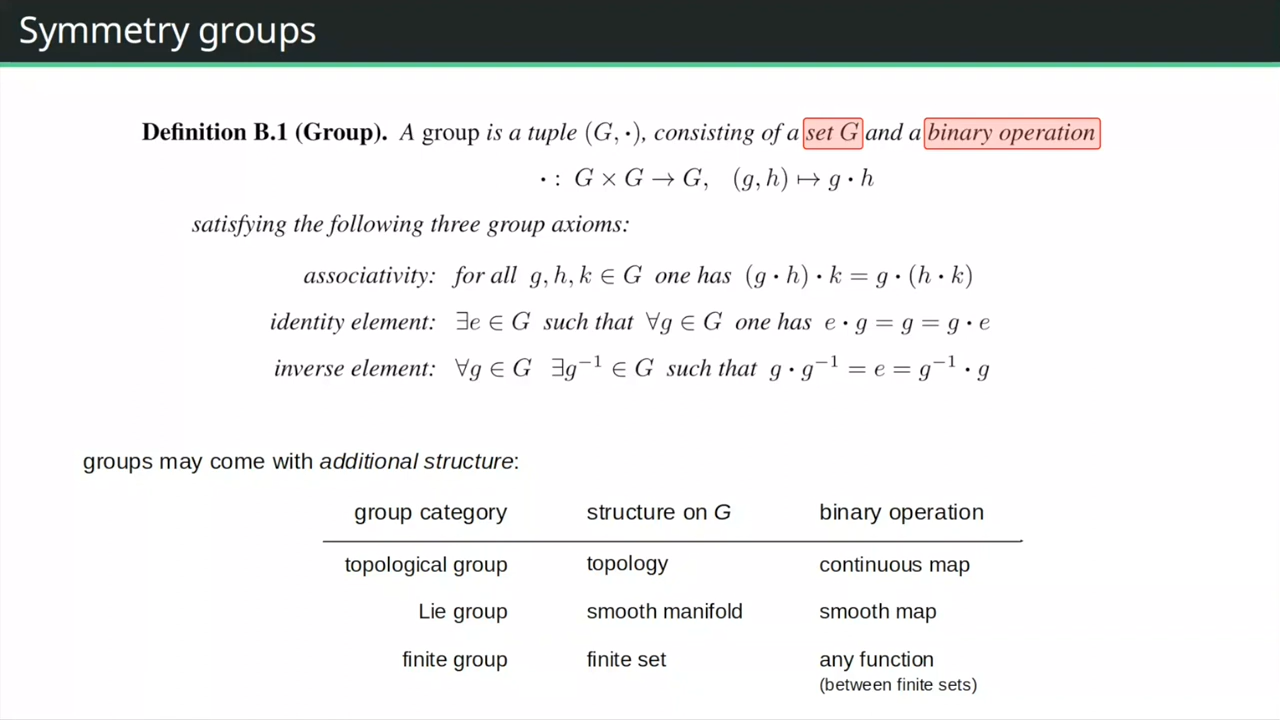 Symmetry groups
Definition B.1 (Group). A group is a tuple (G, ·), consisting of a set G and a binary operation
· : G × G → G, (g, h) ↦ g · h
satisfying the following three group axioms:
associativity: for all g, h, k ∈ G one has (g · h) · k = g · (h · k)
identity element: ∃e ∈ G such that ∀g ∈ G one has e · g = g = g · e
inverse element: ∀g ∈ G ∃g⁻¹ ∈ G such that g · g⁻¹ = e = g⁻¹ · g
groups may come with additional structure:
group category structure on G binary operation
topological group topology continuous map
Lie group smooth manifold smooth map
finite group finite set any function
(between finite sets)